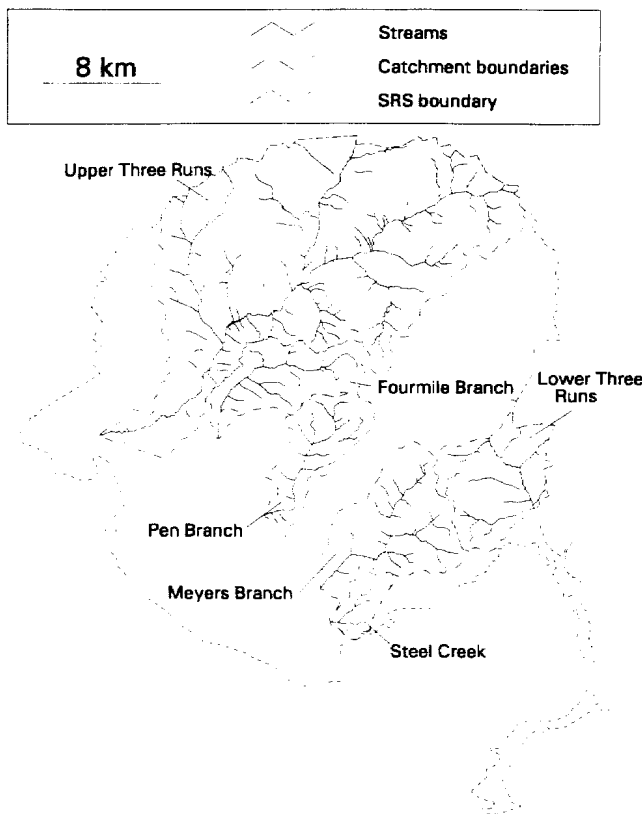 8 km
Streams
Catchment boundaries
SRS boundary
Upper Three Runs
Fourmile Branch
Lower Three
Runs
Pen Branch
Meyers Branch
Steel Creek